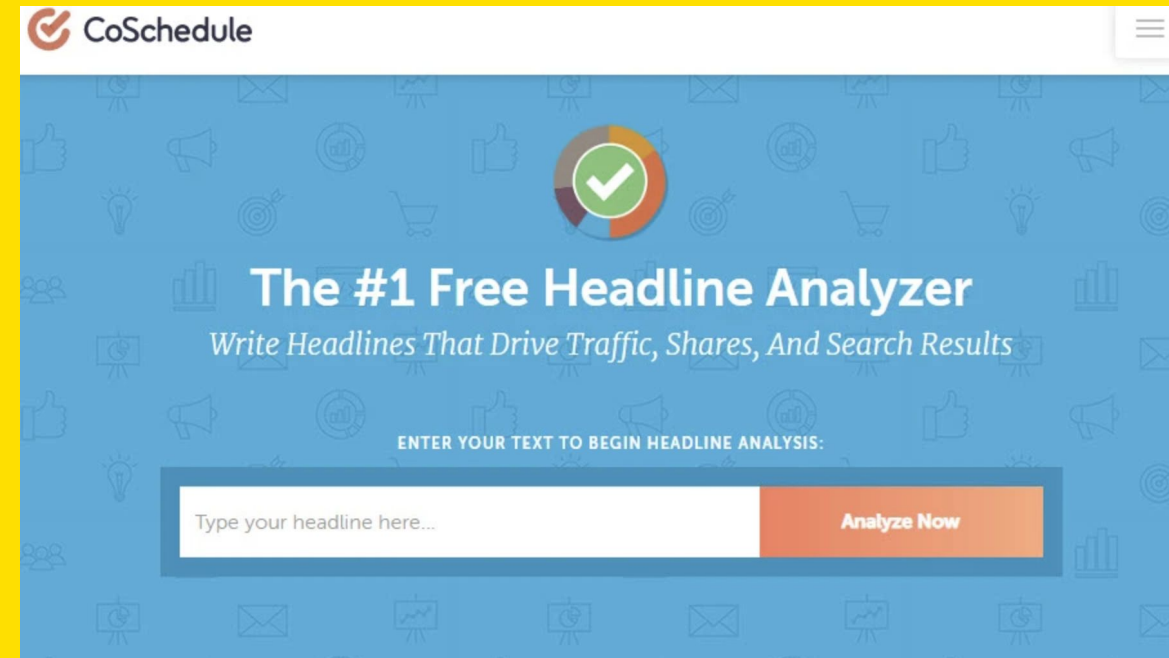 CoSchedule
The #1 Free Headline Analyzer
Write Headlines That Drive Traffic, Shares, And Search Results
ENTER YOUR TEXT TO BEGIN HEADLINE ANALYSIS:
Type your headline here...
Analyze Now